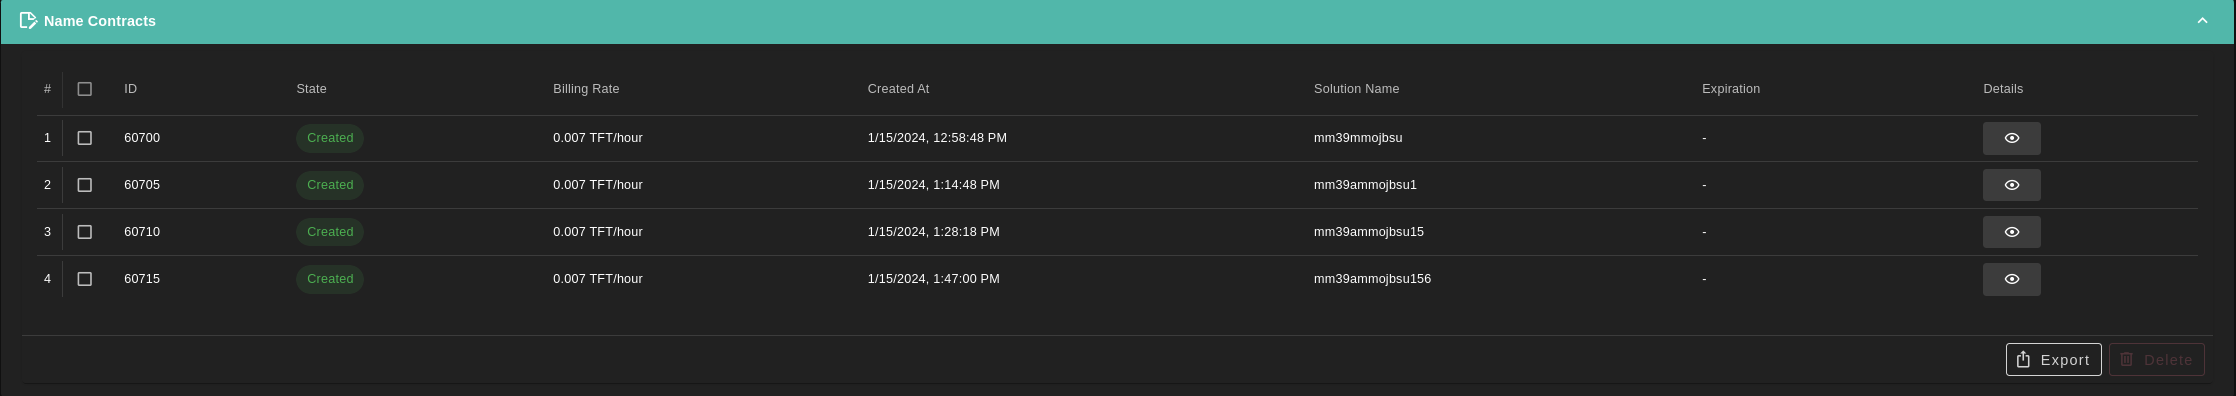 Name Contracts
# ID State Billing Rate Created At Solution Name Expiration Details
1 60700 Created 0.007 TFT/hour 1/15/2024, 12:58:48 PM mm39mmojbsu -
2 60705 Created 0.007 TFT/hour 1/15/2024, 1:14:48 PM mm39ammojbsu1 -
3 60710 Created 0.007 TFT/hour 1/15/2024, 1:28:18 PM mm39ammojbsu15 -
4 60715 Created 0.007 TFT/hour 1/15/2024, 1:47:00 PM mm39ammojbsu156 -
Export Delete